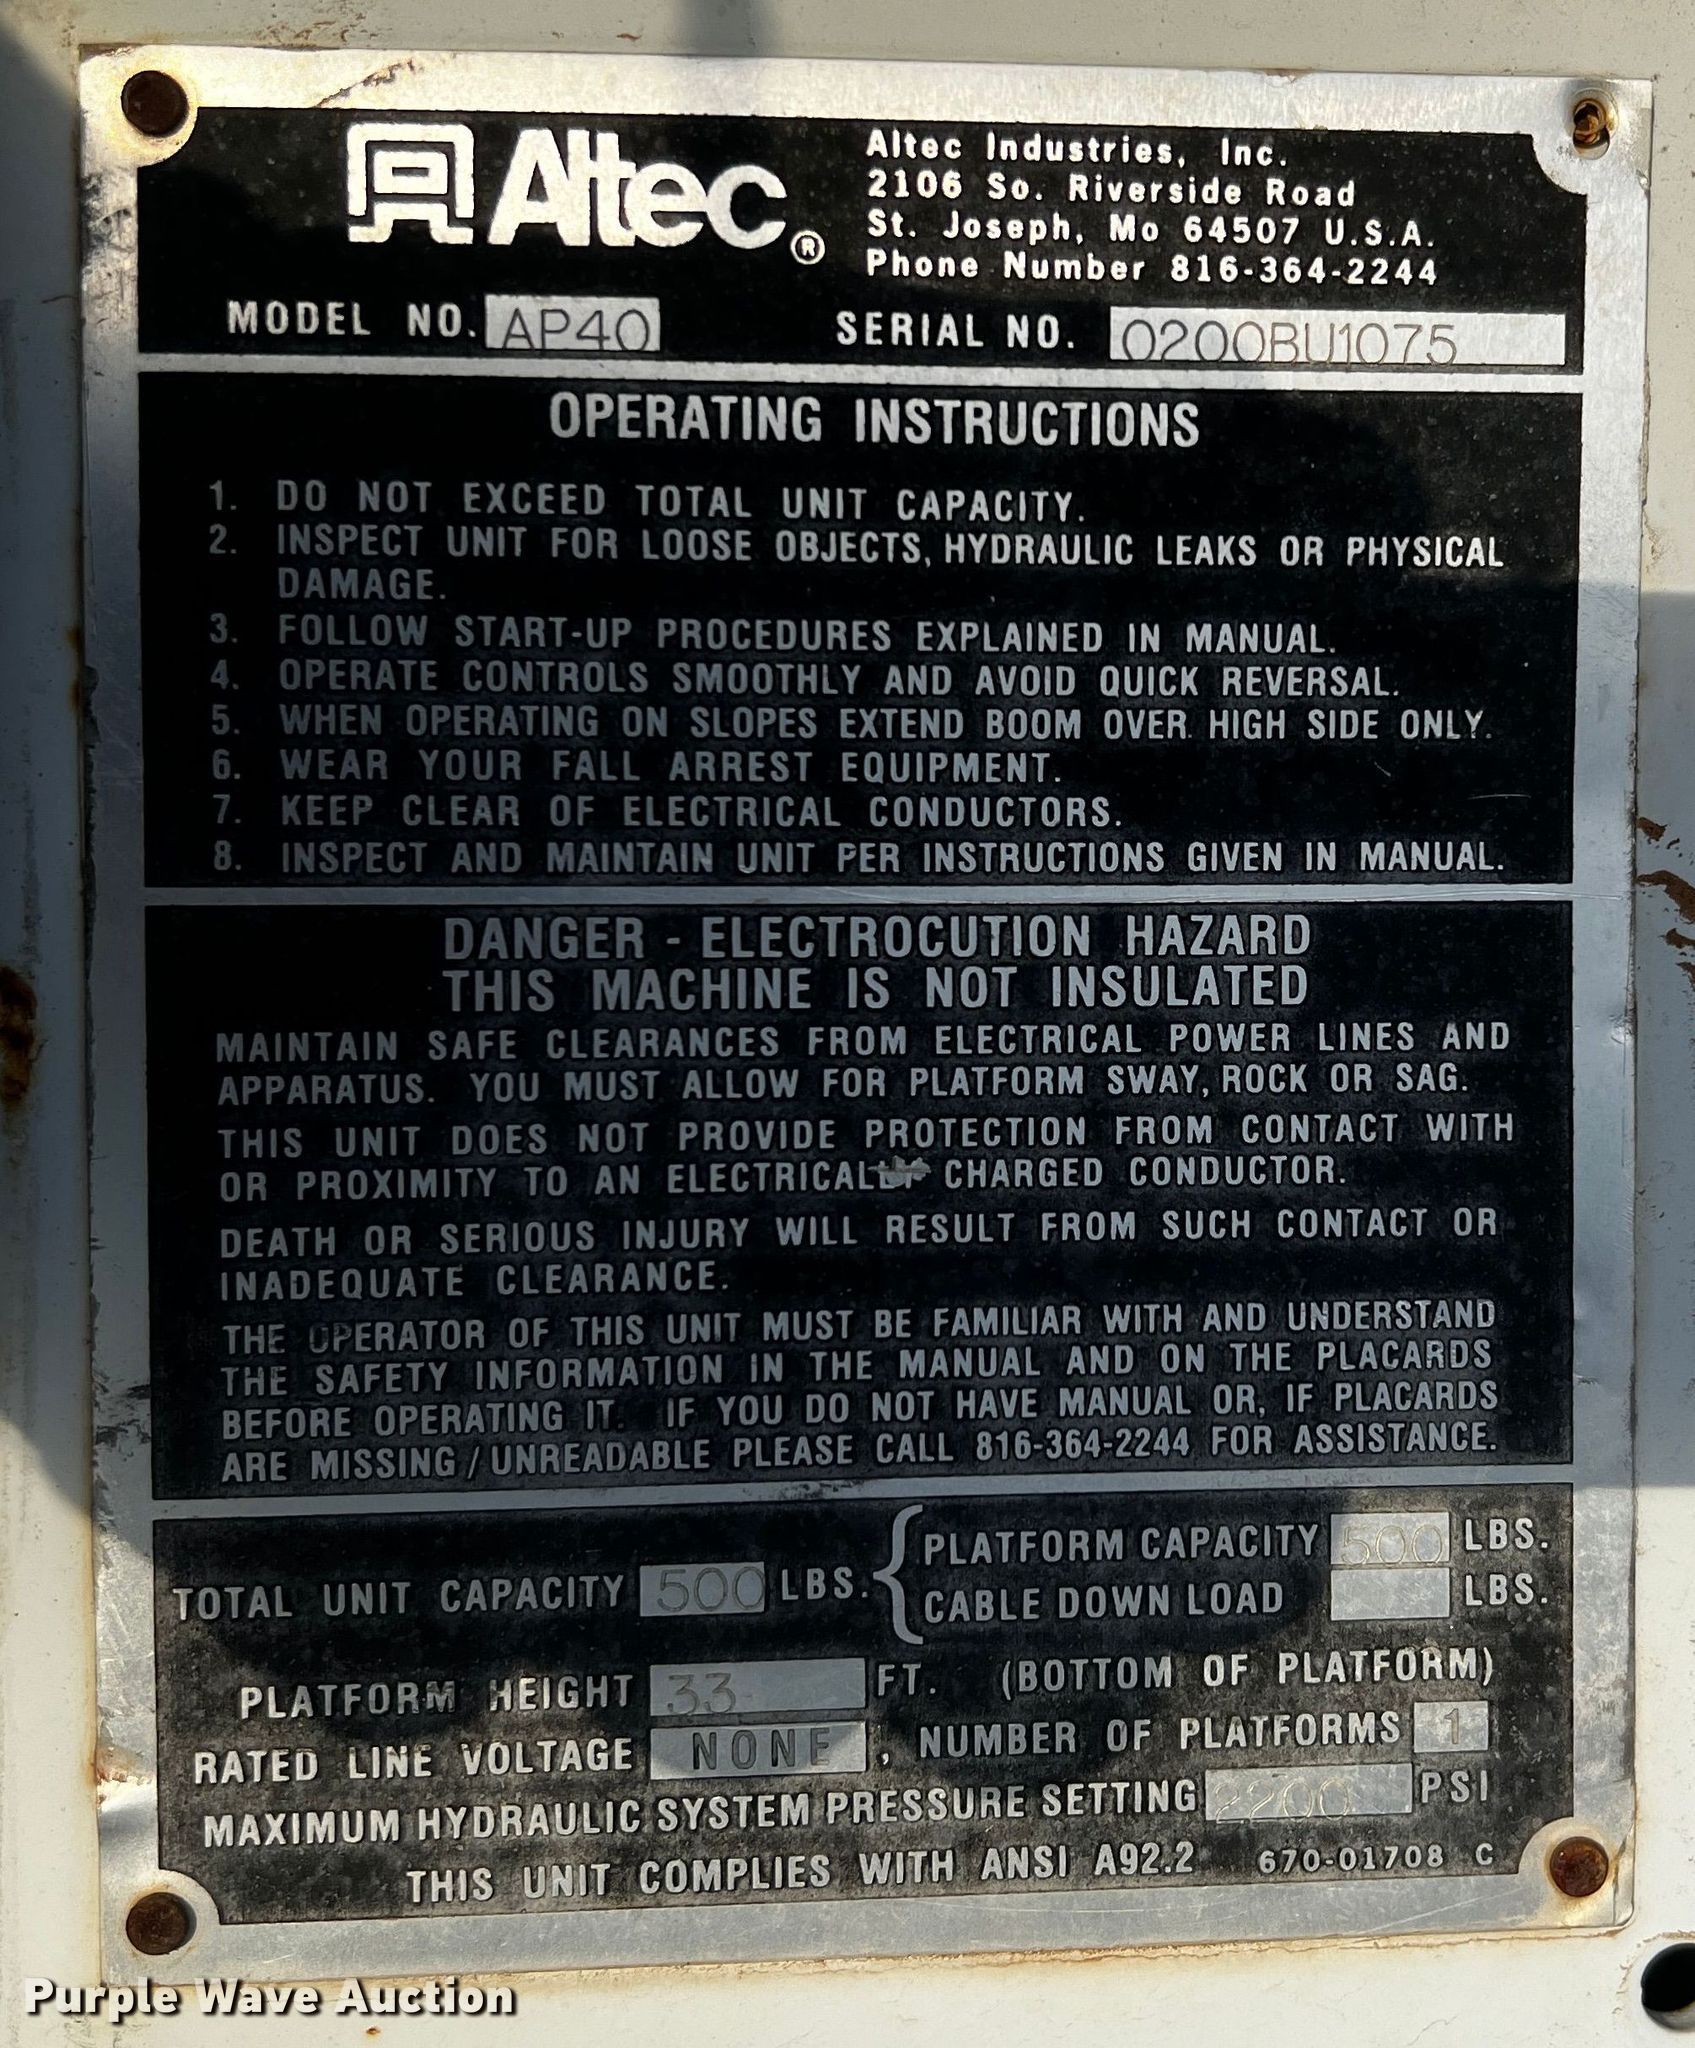 Altec®
Altec Industries, Inc.
2106 So. Riverside Road
St. Joseph, Mo 64507 U.S.A.
Phone Number 816-364-2244
MODEL NO. AP40 SERIAL NO. 0200BU1075
OPERATING INSTRUCTIONS
1. DO NOT EXCEED TOTAL UNIT CAPACITY.
2. INSPECT UNIT FOR LOOSE OBJECTS, HYDRAULIC LEAKS OR PHYSICAL
DAMAGE.
3. FOLLOW START-UP PROCEDURES EXPLAINED IN MANUAL.
4. OPERATE CONTROLS SMOOTHLY AND AVOID QUICK REVERSAL.
5. WHEN OPERATING ON SLOPES EXTEND BOOM OVER HIGH SIDE ONLY.
6. WEAR YOUR FALL ARREST EQUIPMENT.
7. KEEP CLEAR OF ELECTRICAL CONDUCTORS.
8. INSPECT AND MAINTAIN UNIT PER INSTRUCTIONS GIVEN IN MANUAL.
DANGER - ELECTROCUTION HAZARD
THIS MACHINE IS NOT INSULATED
MAINTAIN SAFE CLEARANCES FROM ELECTRICAL POWER LINES AND
APPARATUS. YOU MUST ALLOW FOR PLATFORM SWAY, ROCK OR SAG.
THIS UNIT DOES NOT PROVIDE PROTECTION FROM CONTACT WITH
OR PROXIMITY TO AN ELECTRICALLY CHARGED CONDUCTOR.
DEATH OR SERIOUS INJURY WILL RESULT FROM SUCH CONTACT OR
INADEQUATE CLEARANCE.
THE OPERATOR OF THIS UNIT MUST BE FAMILIAR WITH AND UNDERSTAND
THE SAFETY INFORMATION IN THE MANUAL AND ON THE PLACARDS
BEFORE OPERATING IT. IF YOU DO NOT HAVE MANUAL OR, IF PLACARDS
ARE MISSING / UNREADABLE PLEASE CALL 816-364-2244 FOR ASSISTANCE.
TOTAL UNIT CAPACITY 500 LBS. { PLATFORM CAPACITY 500 LBS.
CABLE DOWN LOAD LBS.
PLATFORM HEIGHT 33 FT. (BOTTOM OF PLATFORM)
RATED LINE VOLTAGE NONE, NUMBER OF PLATFORMS 1
MAXIMUM HYDRAULIC SYSTEM PRESSURE SETTING 2200 PSI
THIS UNIT COMPLIES WITH ANSI A92.2 670-01708 C
Purple Wave Auction